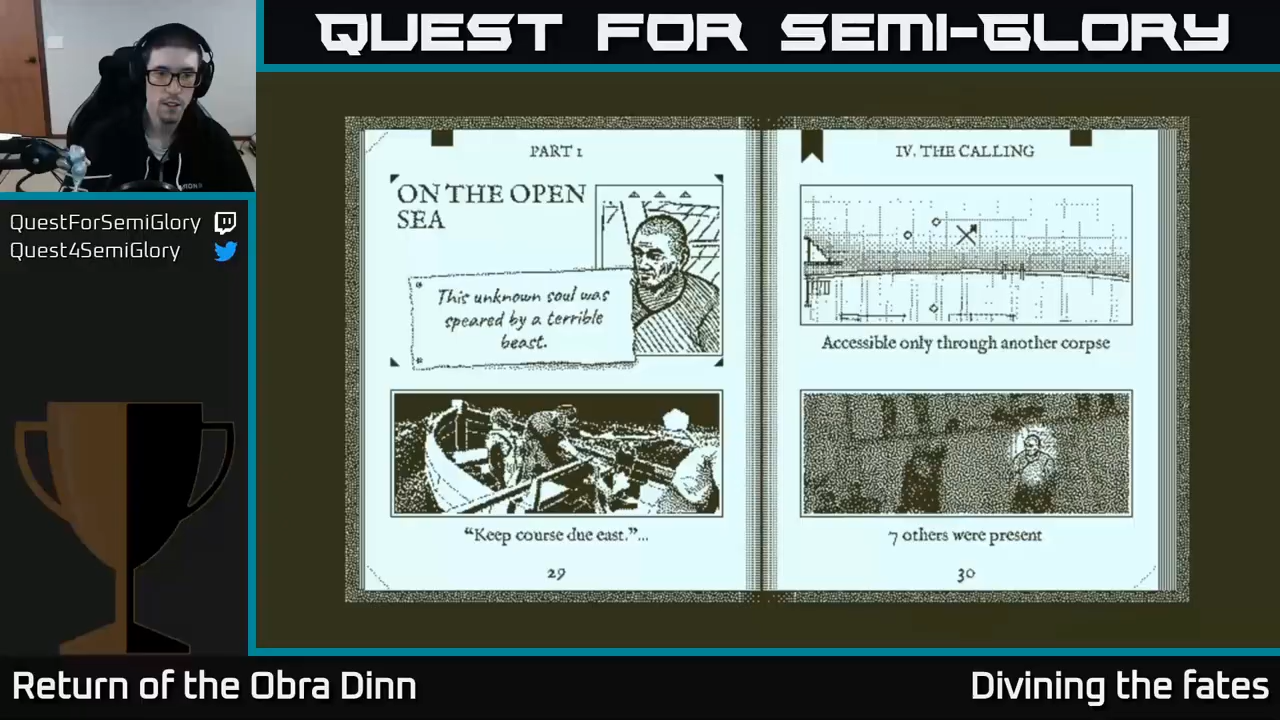 QUEST FOR SEMI-GLORY
QuestForSemiGlory
Quest4SemiGlory
PART 1
ON THE OPEN
SEA
This unknown soul was
speared by a terrible
beast.
"Keep course due east."...
29
IV. THE CALLING
Accessible only through another corpse
7 others were present
30
Return of the Obra Dinn
Divining the fates